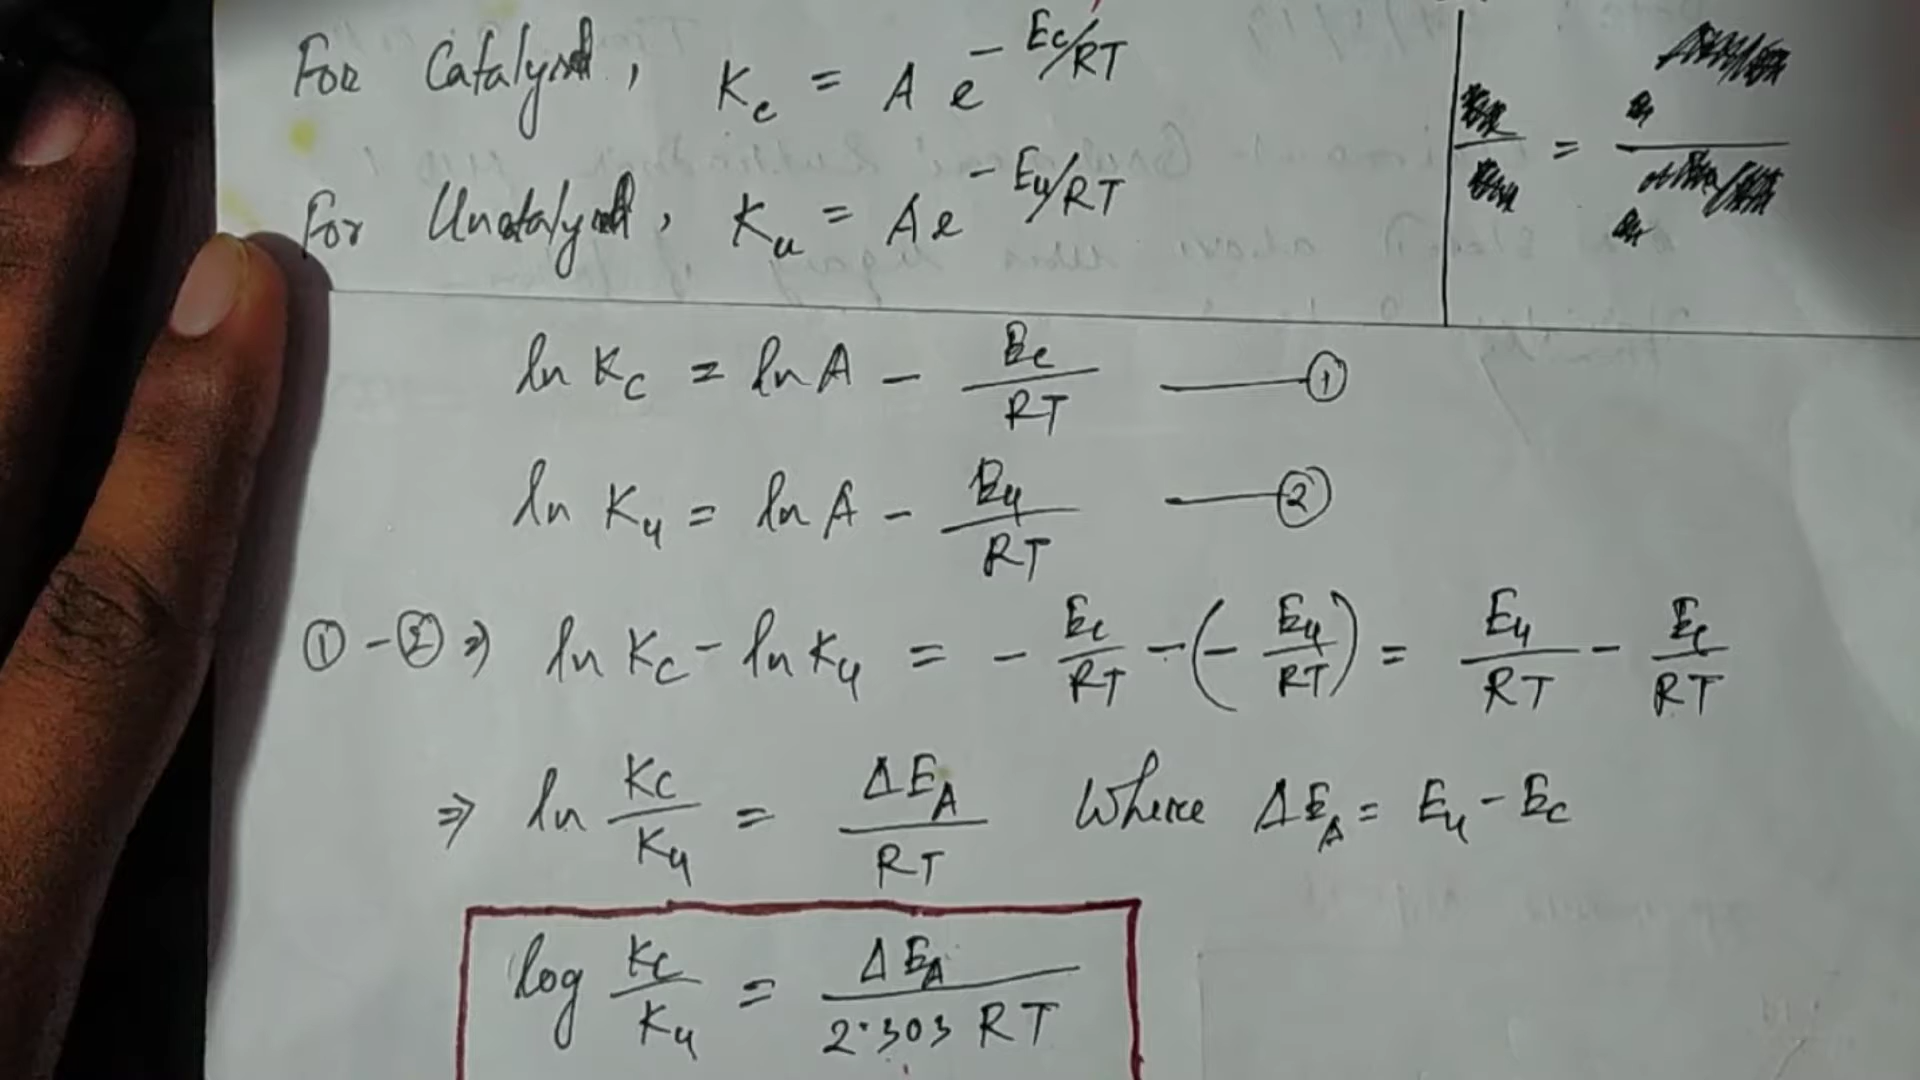 For Catalysed, Kc = A e^-Ec/RT
For Uncatalysed, Ku = A e^-Eu/RT
=
ln Kc = ln A - Ec/RT ——①
ln Ku = ln A - Eu/RT ——②
① - ② ⇒ ln Kc - ln Ku = - Ec/RT - (- Eu/RT) = Eu/RT - Ec/RT
⇒ ln Kc/Ku = ΔEA/RT Where ΔEA = Eu - Ec
log Kc/Ku = ΔEA/2.303 RT